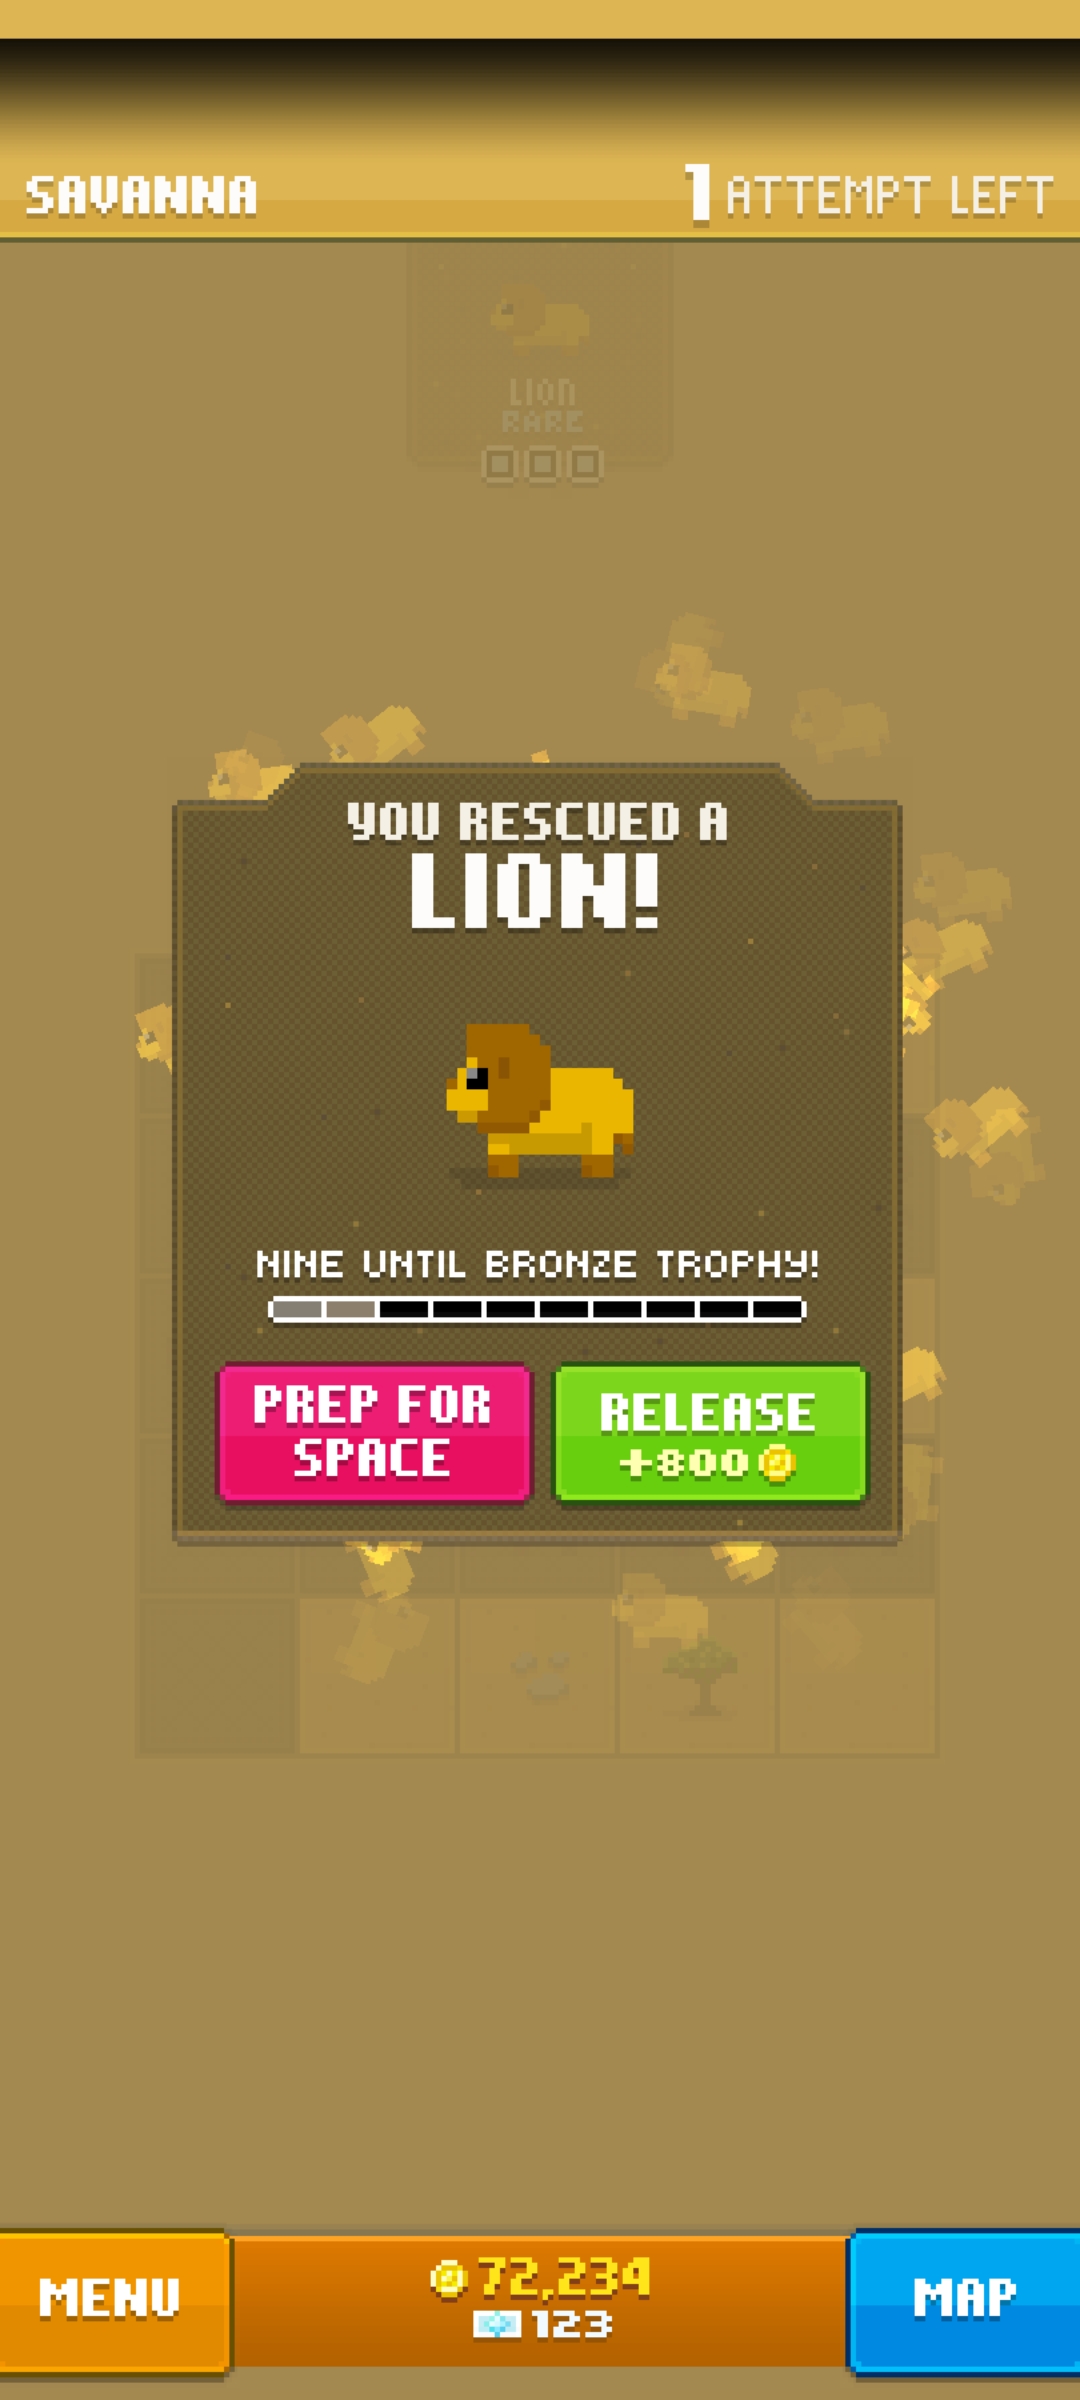 SAVANNA
1 ATTEMPT LEFT
LION
RARE
YOU RESCUED A
LION!
NINE UNTIL BRONZE TROPHY!
PREP FOR
SPACE
RELEASE
+800
MENU
72,234
123
MAP